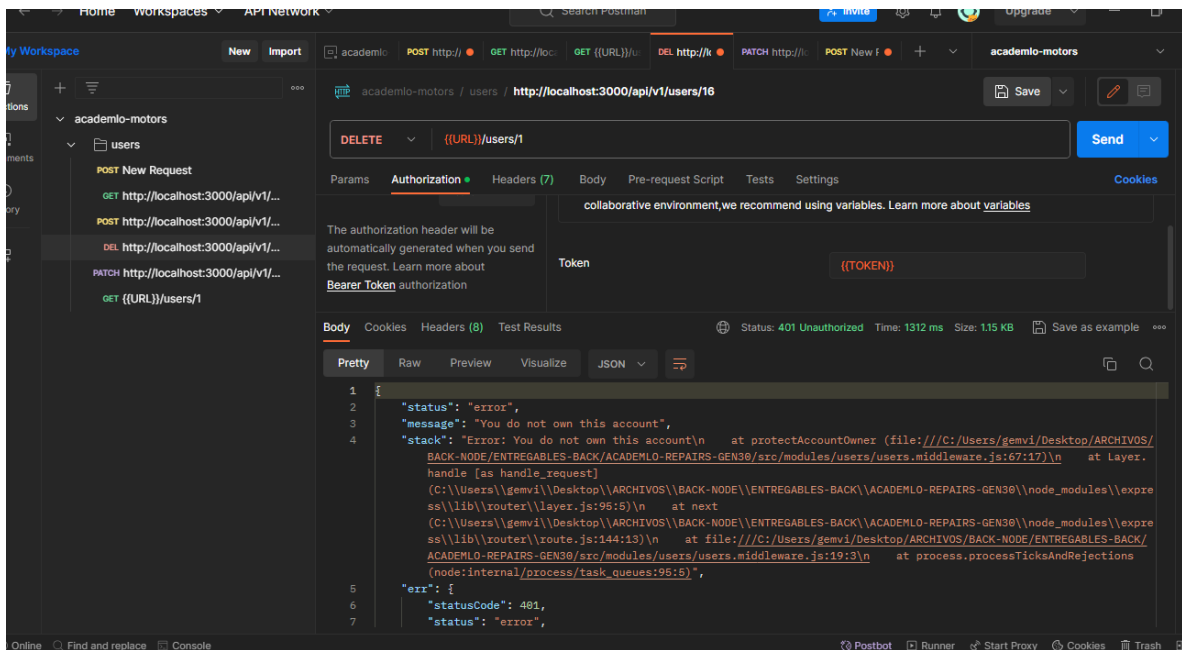 Home Workspaces API Network Search Postman Invite Upgrade
My Workspace New Import academlo POST http:// GET http://loc GET {{URL}}/u DEL http://lo PATCH http://lo POST New academlo-motors
academlo-motors / users / http://localhost:3000/api/v1/users/16 Save
academlo-motors
users
POST New Request
GET http://localhost:3000/api/v1/...
POST http://localhost:3000/api/v1/...
DEL http://localhost:3000/api/v1/...
PATCH http://localhost:3000/api/v1/...
GET {{URL}}/users/1
DELETE {{URL}}/users/1 Send
Params Authorization Headers (7) Body Pre-request Script Tests Settings Cookies
collaborative environment,we recommend using variables. Learn more about variables
The authorization header will be
automatically generated when you send
the request. Learn more about
Bearer Token authorization
Token {{TOKEN}}
Body Cookies Headers (8) Test Results Status: 401 Unauthorized Time: 1312 ms Size: 1.15 KB Save as example
Pretty Raw Preview Visualize JSON
1 {
2 "status": "error",
3 "message": "You do not own this account",
4 "stack": "Error: You do not own this account\n at protectAccountOwner (file:///C:/Users/gemvi/Desktop/ARCHIVOS/
BACK-NODE/ENTREGABLES-BACK/ACADEMLO-REPAIRS-GEN30/src/modules/users/users.middleware.js:67:17)\n at Layer.
handle [as handle_request]
(C:\\Users\\gemvi\\Desktop\\ARCHIVOS\\BACK-NODE\\ENTREGABLES-BACK\\ACADEMLO-REPAIRS-GEN30\\node_modules\\expre
ss\\lib\\router\\layer.js:95:5)\n at next
(C:\\Users\\gemvi\\Desktop\\ARCHIVOS\\BACK-NODE\\ENTREGABLES-BACK\\ACADEMLO-REPAIRS-GEN30\\node_modules\\expre
ss\\lib\\router\\route.js:144:13)\n at file:///C:/Users/gemvi/Desktop/ARCHIVOS/BACK-NODE/ENTREGABLES-BACK/
ACADEMLO-REPAIRS-GEN30/src/modules/users/users.middleware.js:19:3\n at process.processTicksAndRejections
(node:internal/process/task_queues:95:5)",
5 "err": {
6 "statusCode": 401,
7 "status": "error",
Online Find and replace Console Postbot Runner Start Proxy Cookies Trash